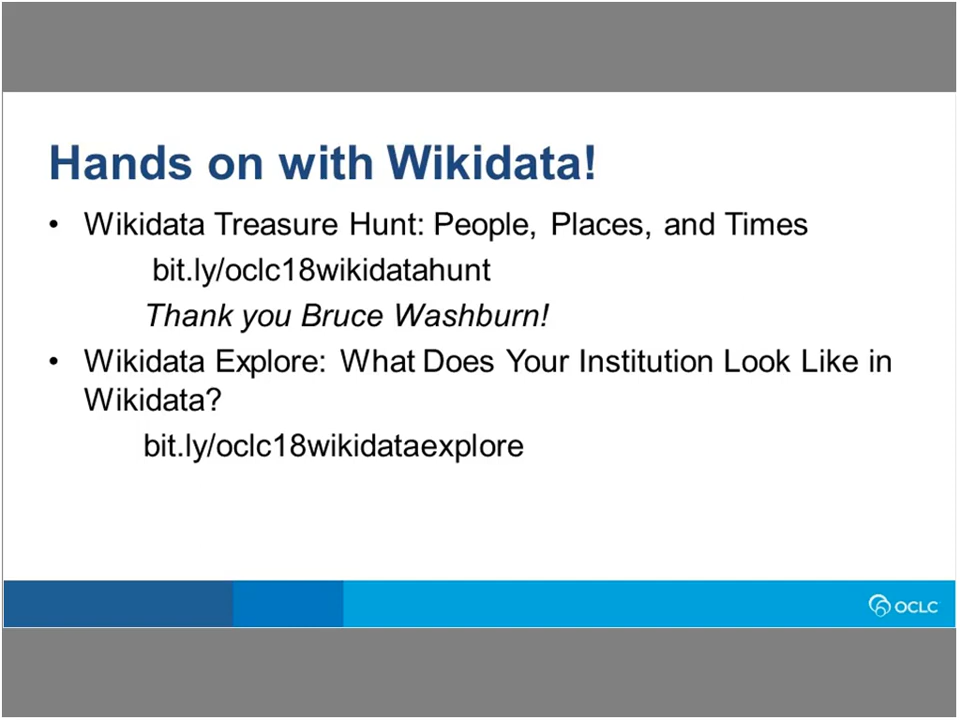 Hands on with Wikidata!
• Wikidata Treasure Hunt: People, Places, and Times
bit.ly/oclc18wikidatahunt
Thank you Bruce Washburn!
• Wikidata Explore: What Does Your Institution Look Like in
Wikidata?
bit.ly/oclc18wikidataexplore
OCLC